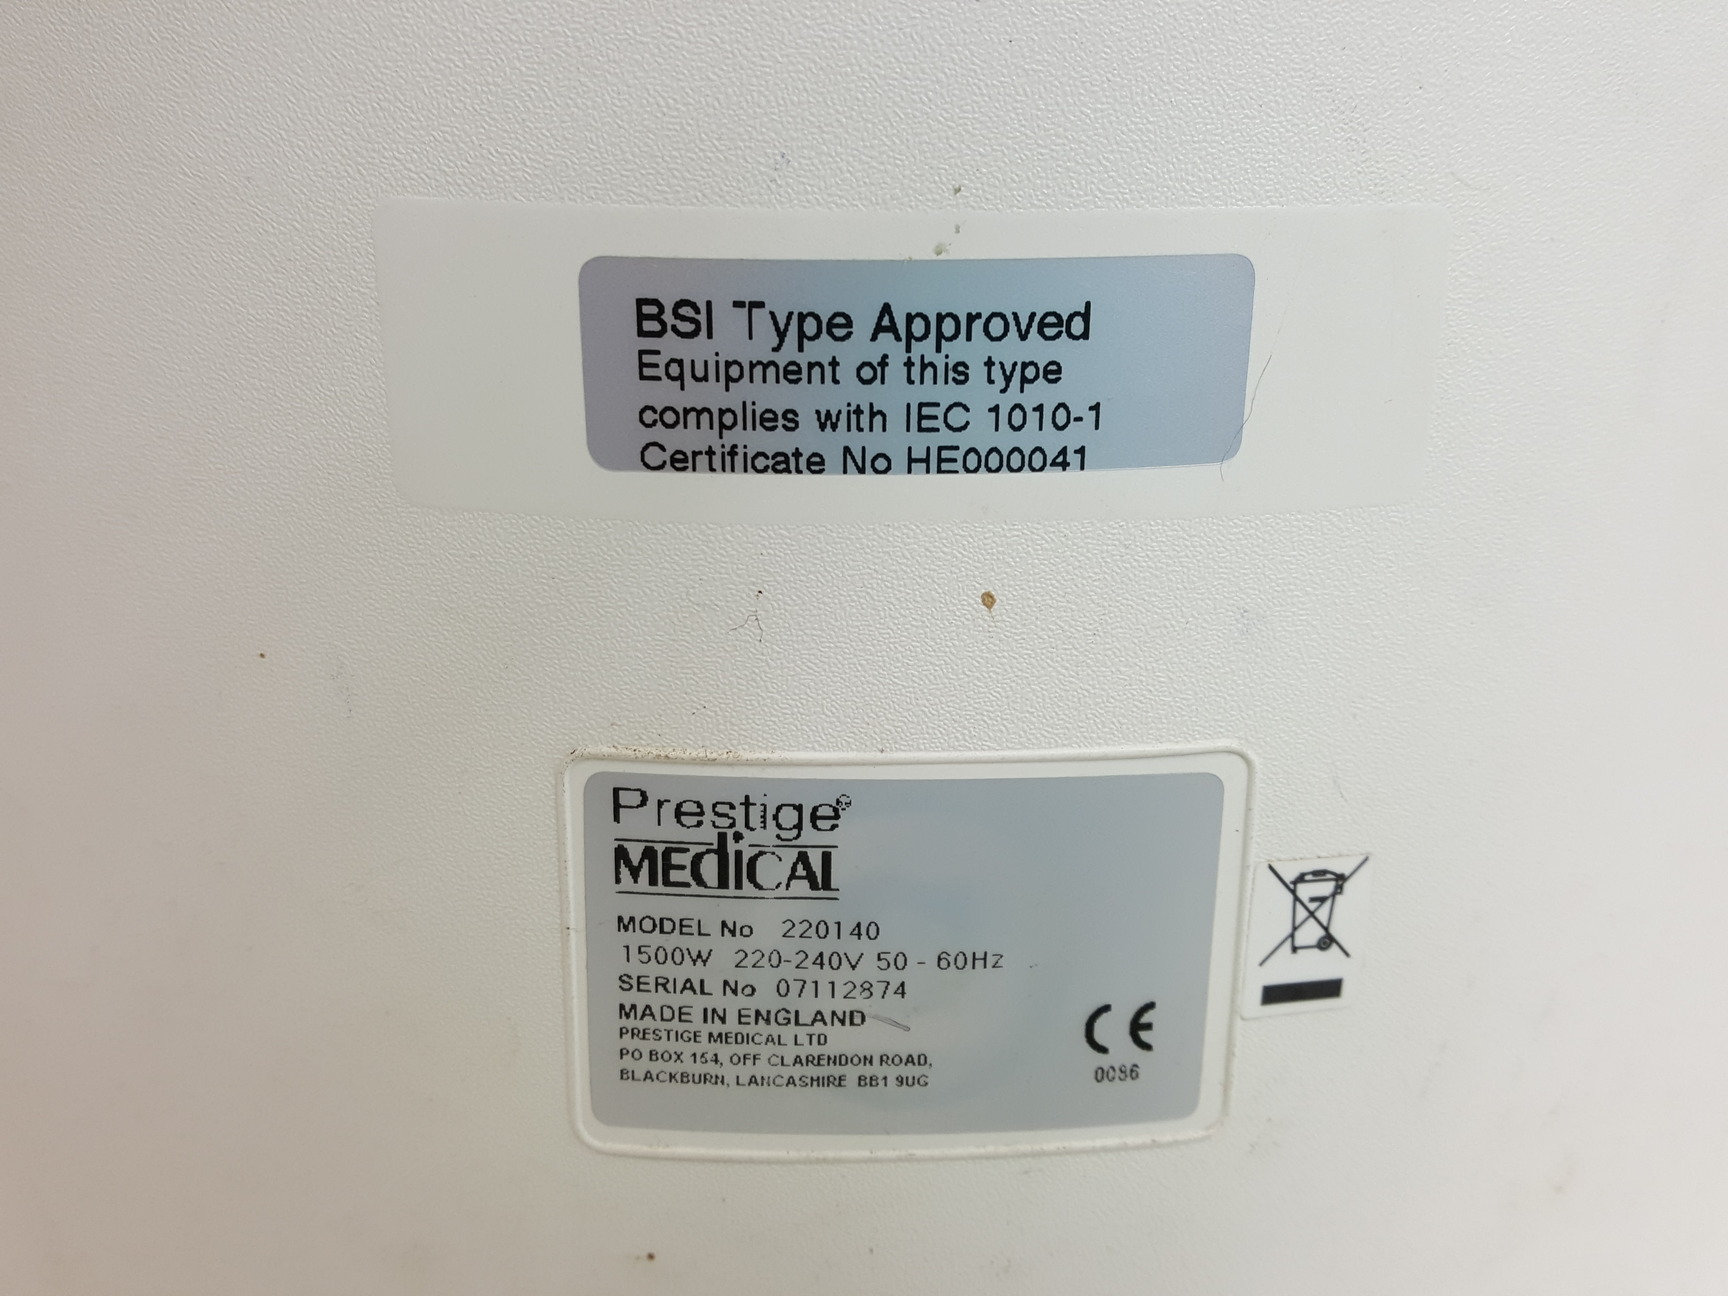 BSI Type Approved
Equipment of this type
complies with IEC 1010-1
Certificate No HE000041
Prestige®
MEdiCAL
MODEL No 220140
1500W 220-240V 50 - 60Hz
SERIAL No 07112874
MADE IN ENGLAND
PRESTIGE MEDICAL LTD
PO BOX 154, OFF CLARENDON ROAD,
BLACKBURN, LANCASHIRE BB1 9UG
CE
0086